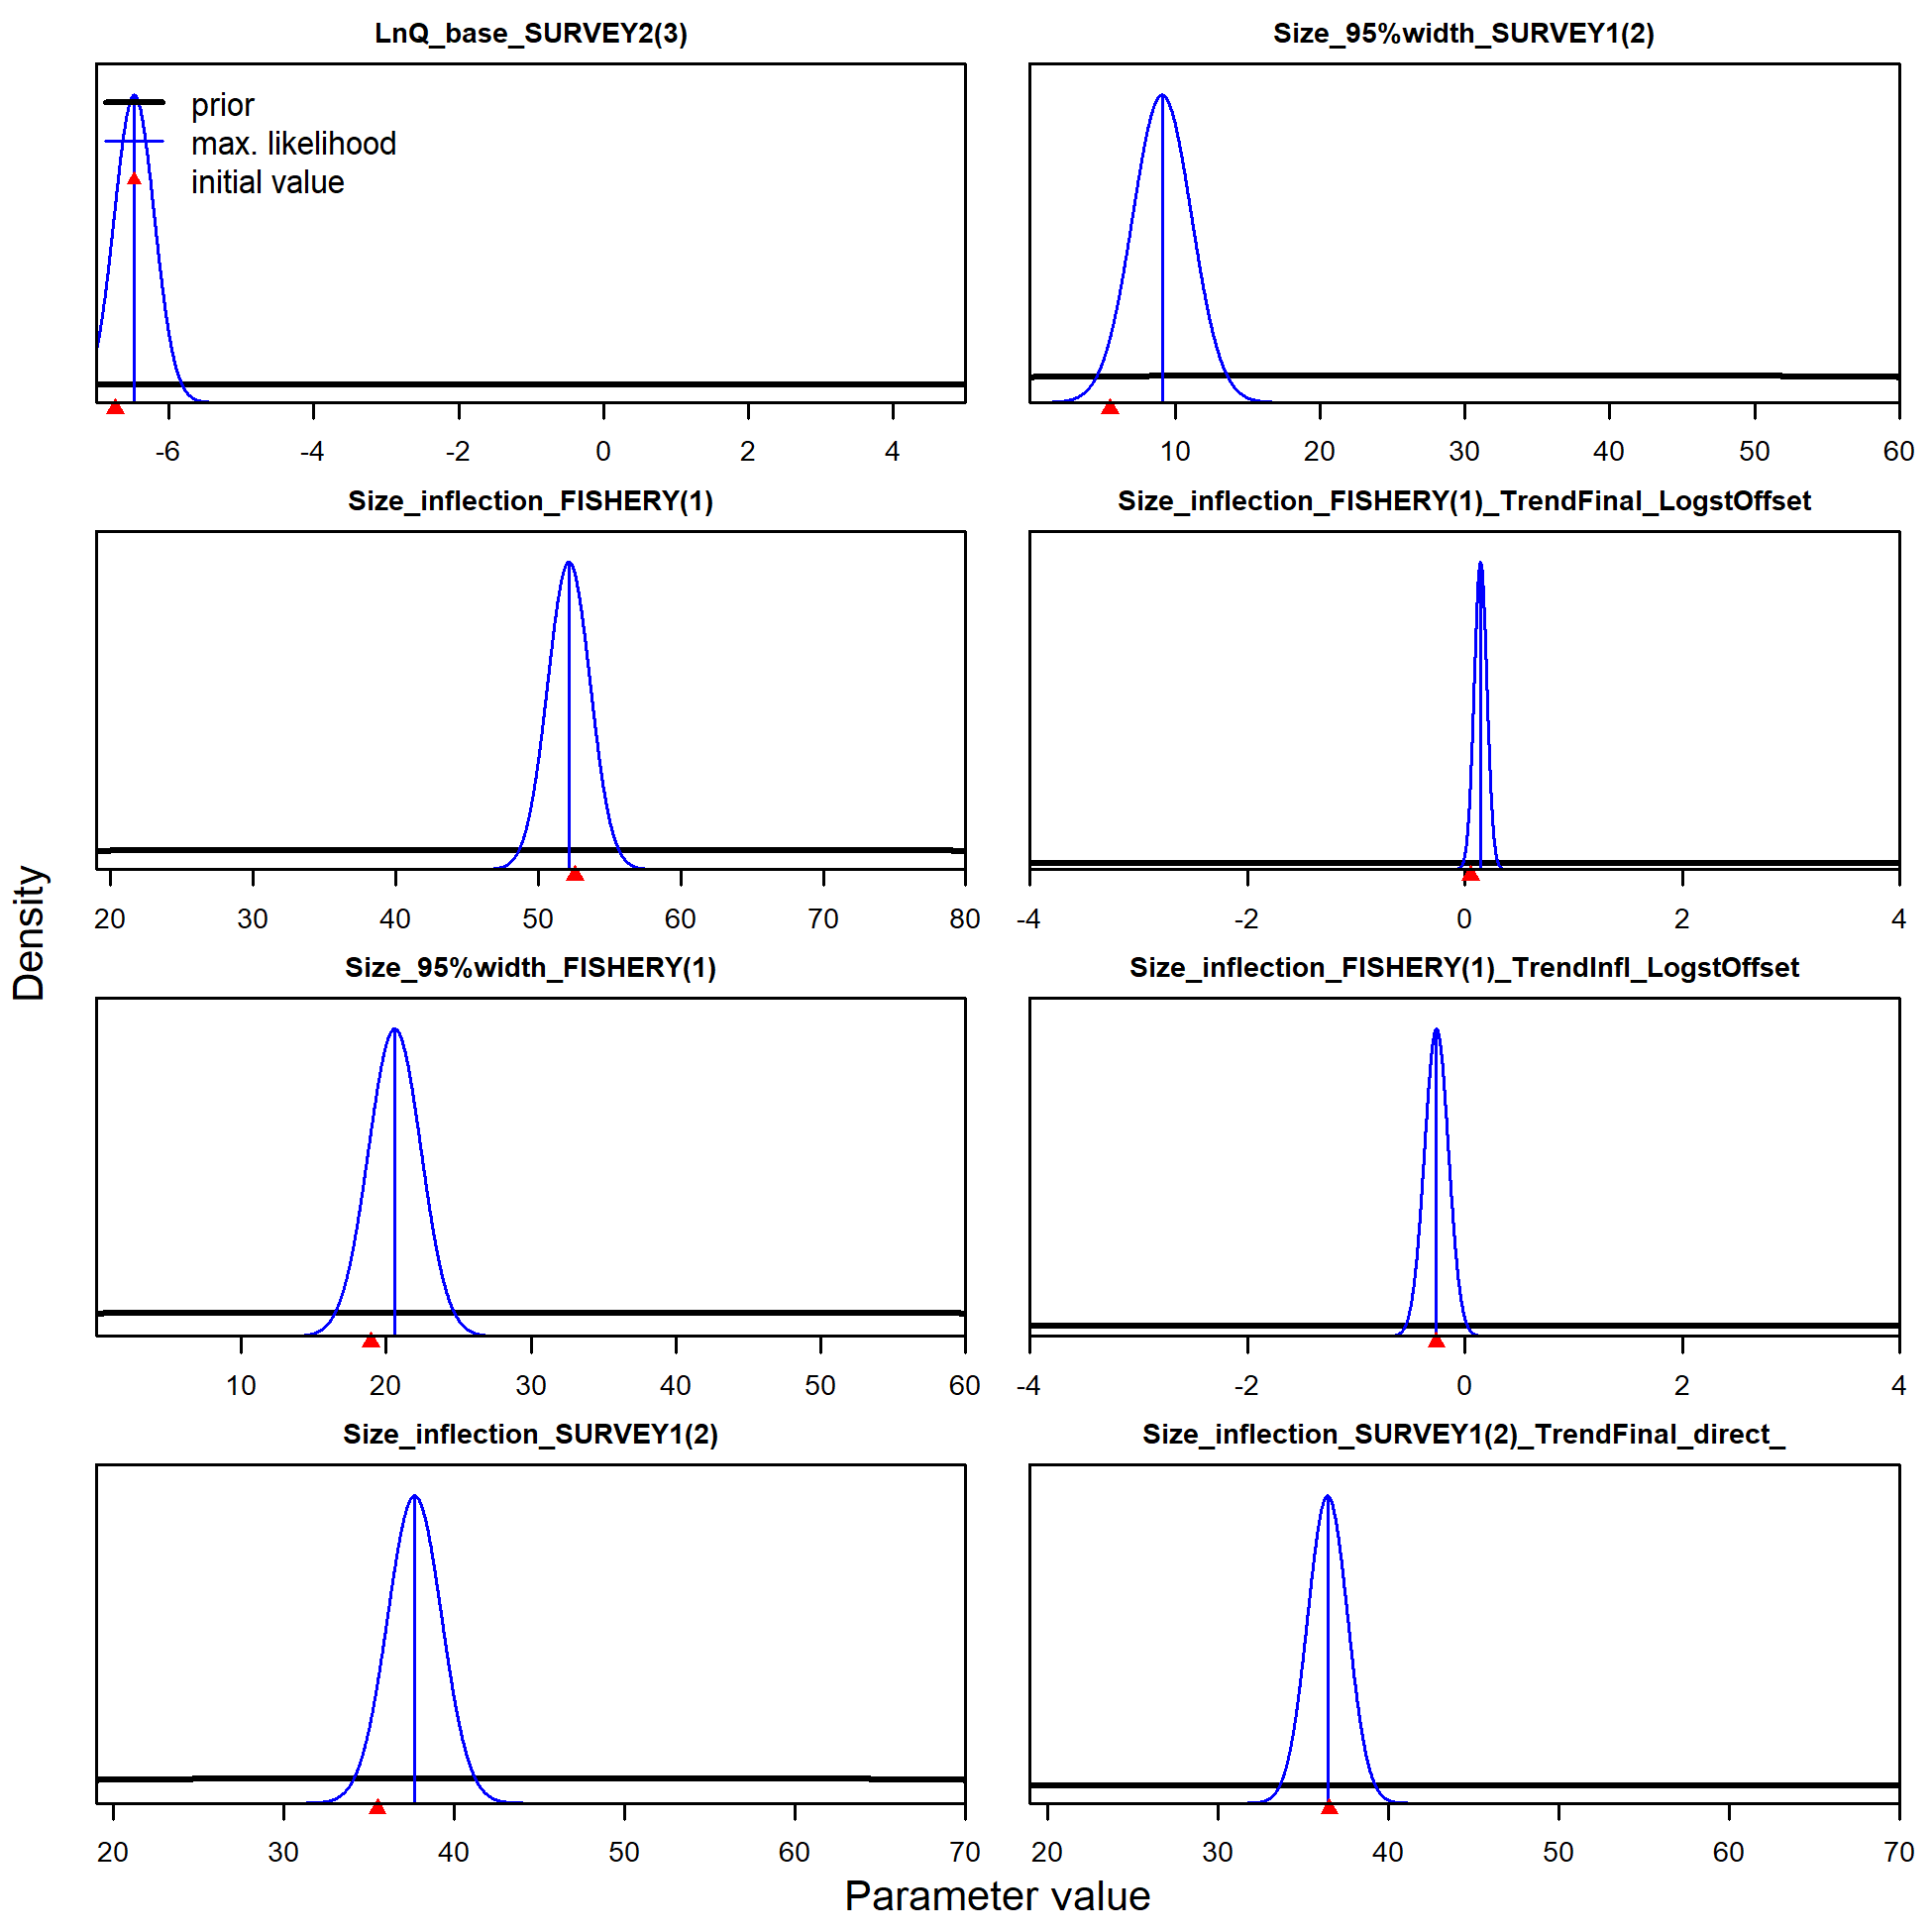 LnQ_base_SURVEY2(3)
prior
max. likelihood
initial value
-6 -4 -2 0 2 4
Size_95%width_SURVEY1(2)
10 20 30 40 50 60
Size_inflection_FISHERY(1)
20 30 40 50 60 70 80
Size_inflection_FISHERY(1)_TrendFinal_LogstOffset
-4 -2 0 2 4
Size_95%width_FISHERY(1)
10 20 30 40 50 60
Size_inflection_FISHERY(1)_TrendInfl_LogstOffset
-4 -2 0 2 4
Size_inflection_SURVEY1(2)
20 30 40 50 60 70
Size_inflection_SURVEY1(2)_TrendFinal_direct_
20 30 40 50 60 70
Density
Parameter value